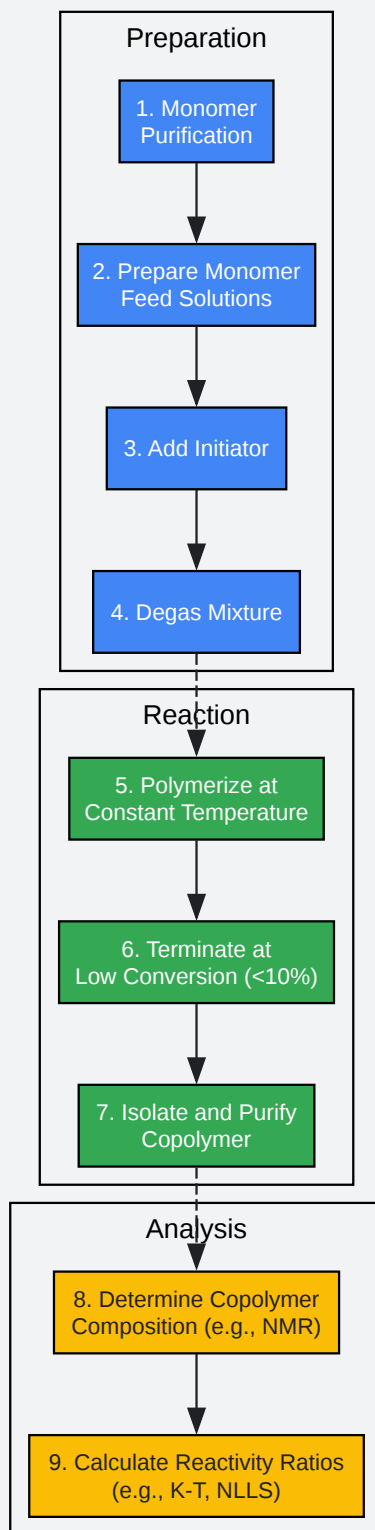 Preparation
1. Monomer
Purification
2. Prepare Monomer
Feed Solutions
3. Add Initiator
4. Degas Mixture
Reaction
5. Polymerize at
Constant Temperature
6. Terminate at
Low Conversion (<10%)
7. Isolate and Purify
Copolymer
Analysis
8. Determine Copolymer
Composition (e.g., NMR)
9. Calculate Reactivity Ratios
(e.g., K-T, NLLS)